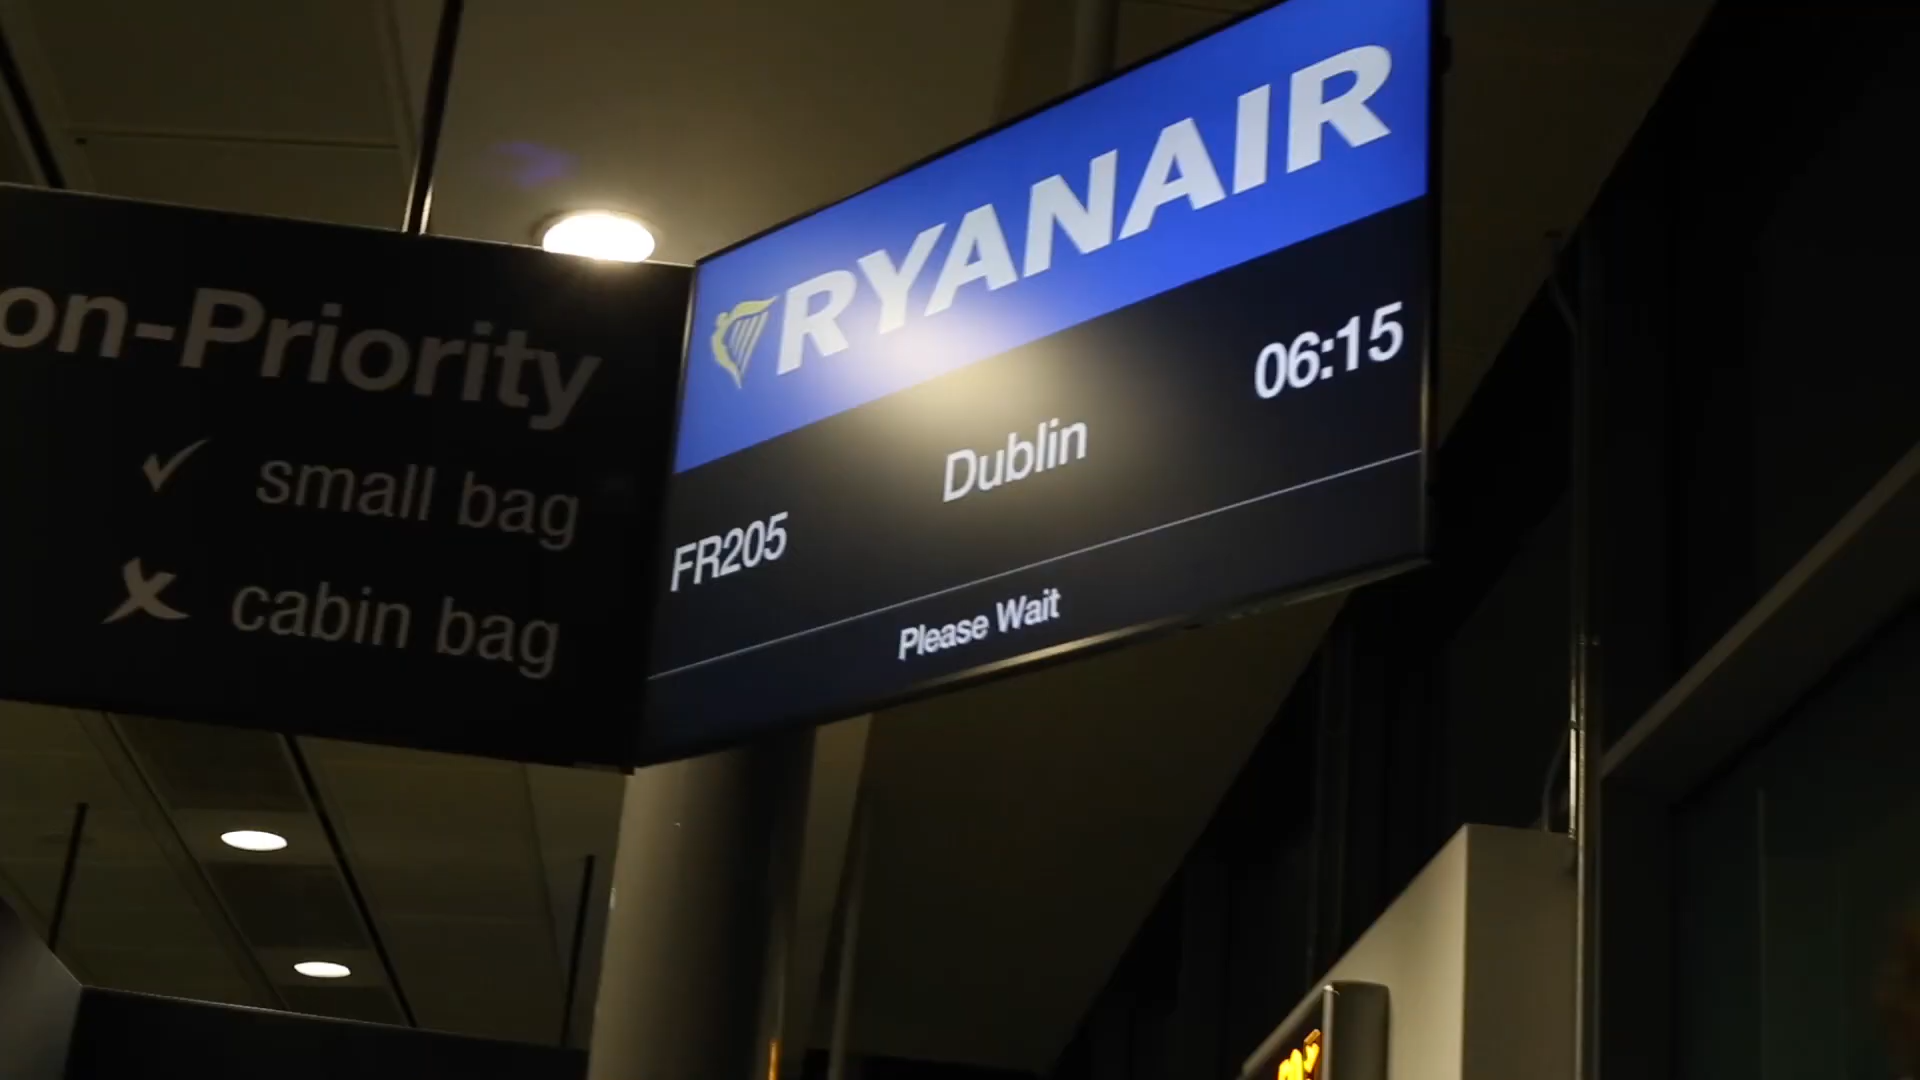 on-Priority
small bag
cabin bag
RYANAIR
Dublin
06:15
FR205
Please Wait